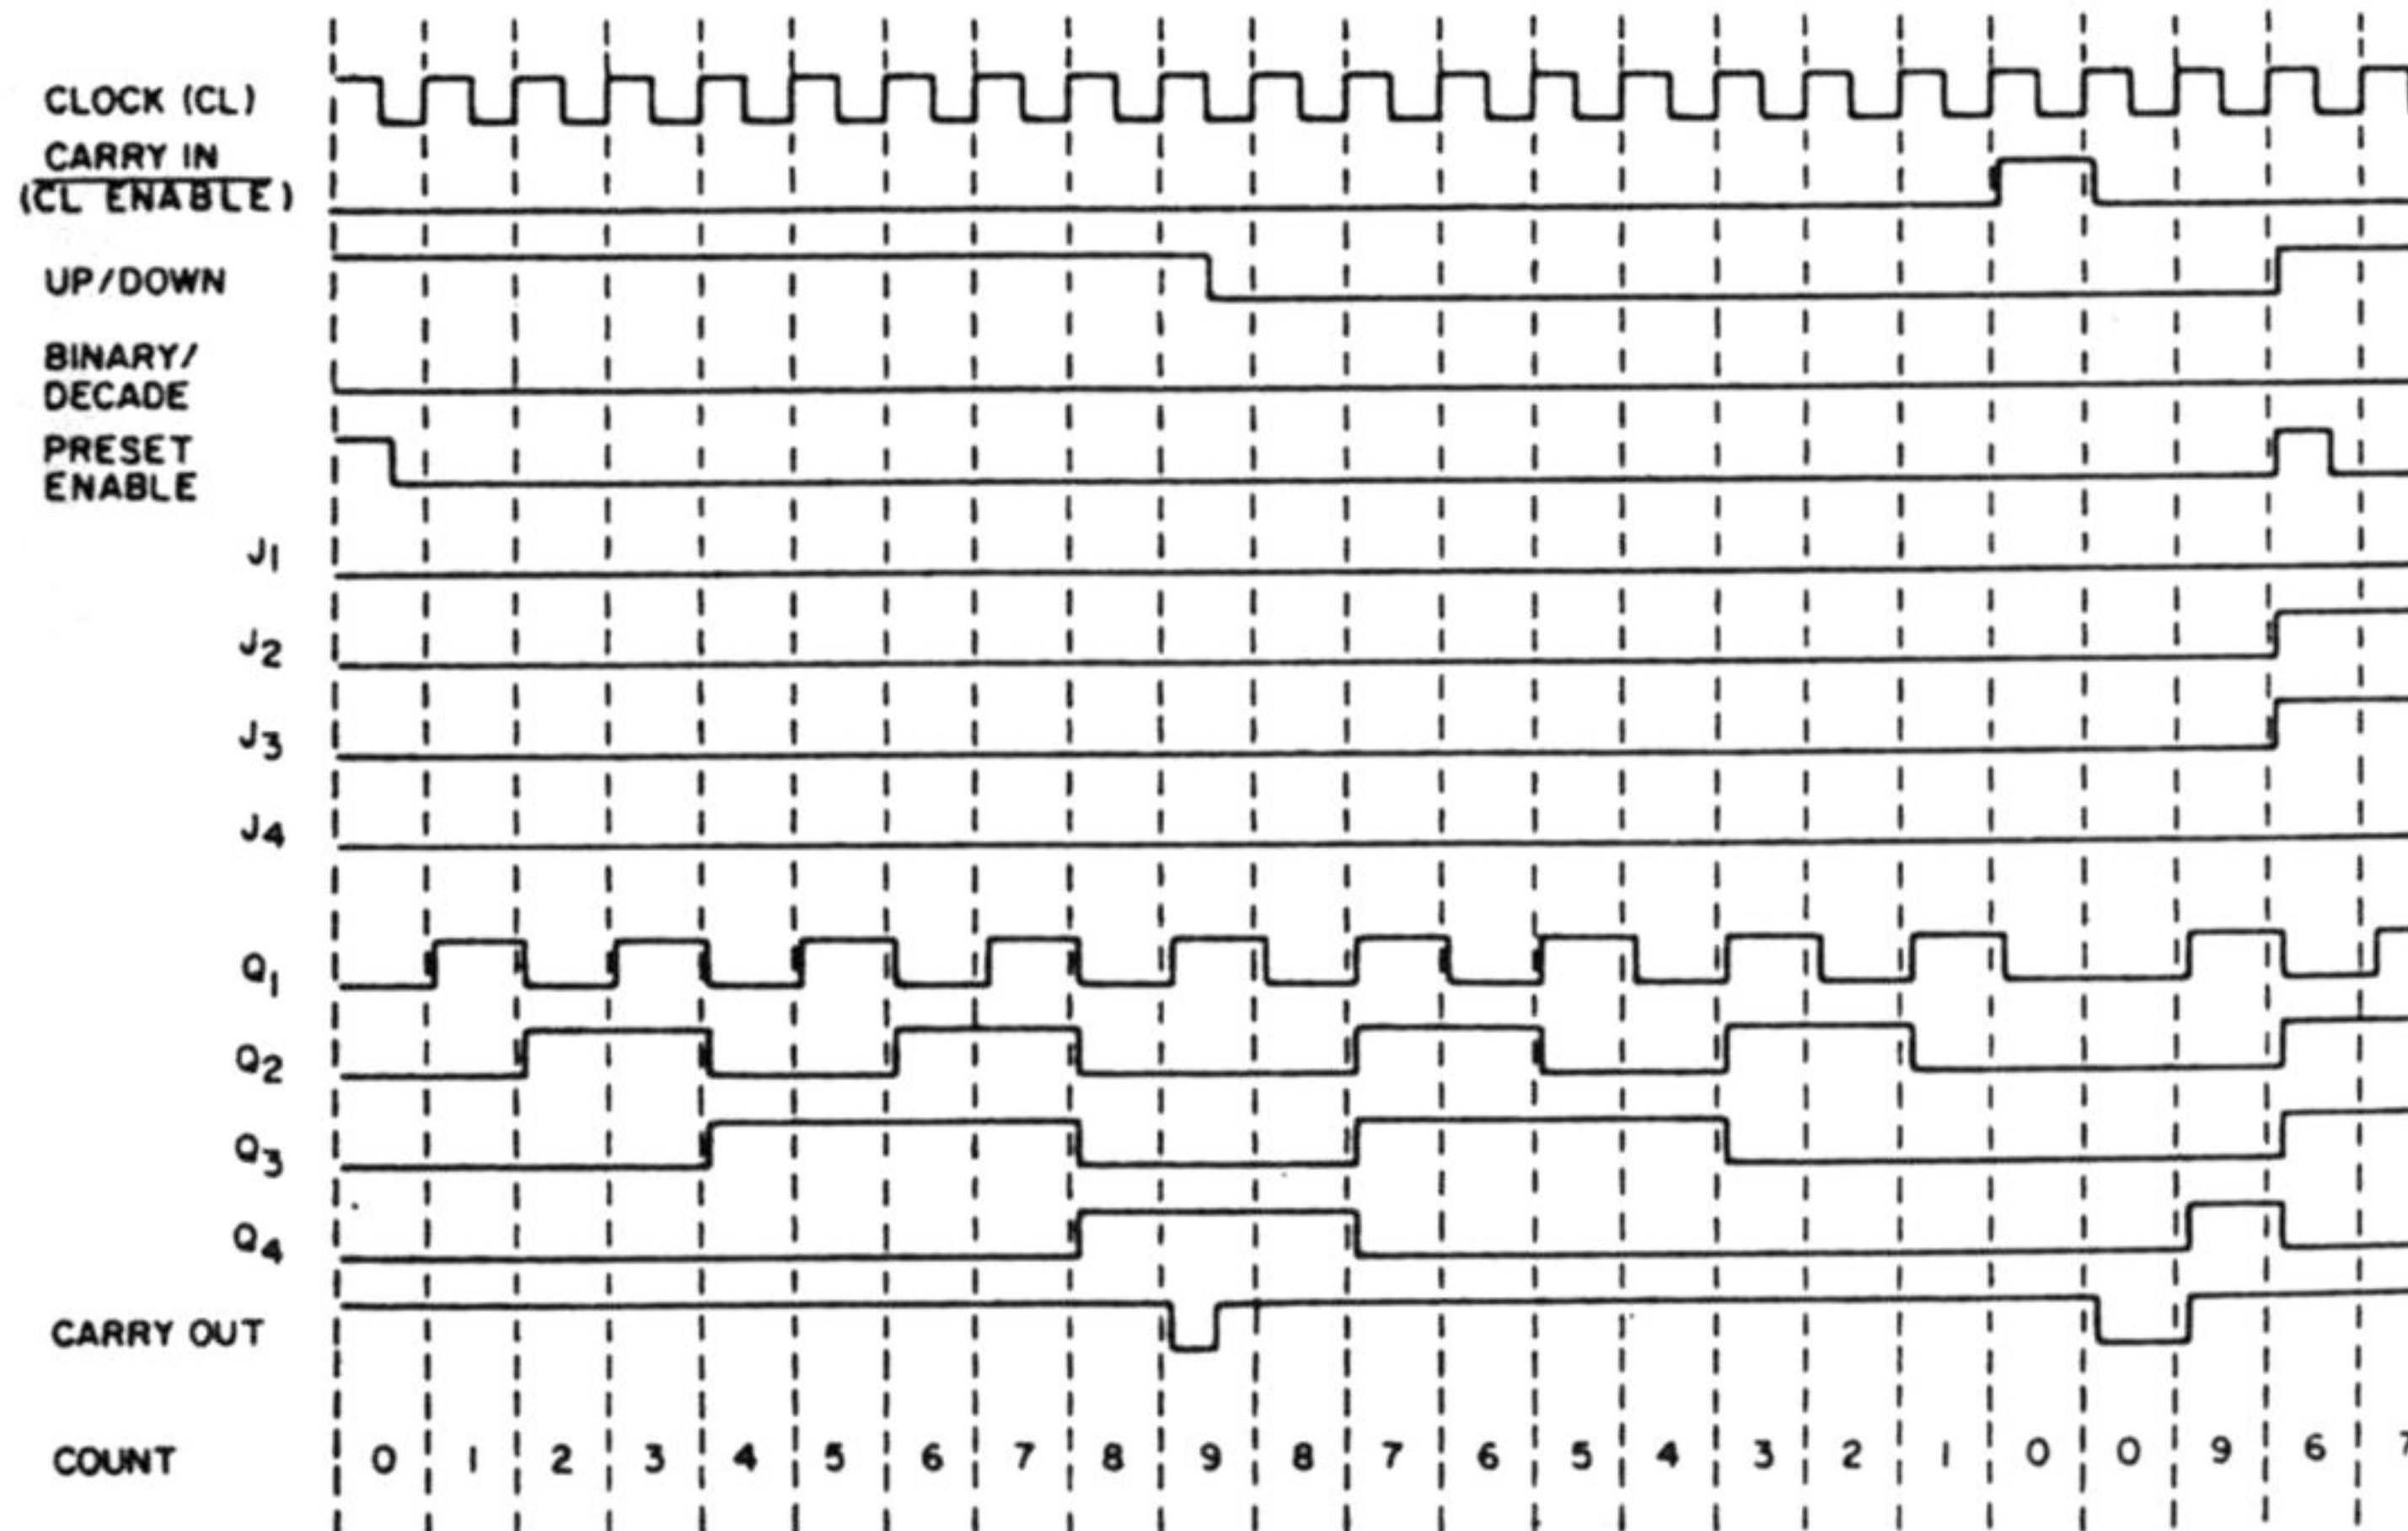 CLOCK (CL)
CARRY IN
(CL ENABLE)
UP/DOWN
BINARY/
DECADE
PRESET
ENABLE
J1
J2
J3
J4
Q1
Q2
Q3
Q4
CARRY OUT
COUNT 0 1 2 3 4 5 6 7 8 9 8 7 6 5 4 3 2 1 0 0 9 6 7